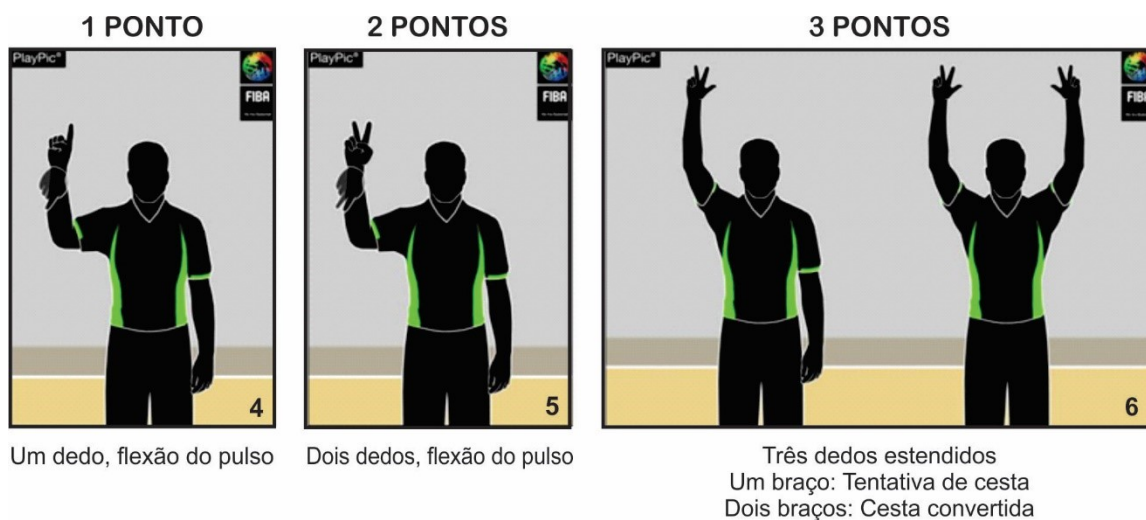 1 PONTO
2 PONTOS
3 PONTOS
PlayPic®
FIBA
4
PlayPic®
FIBA
5
PlayPic®
FIBA
6
Um dedo, flexão do pulso
Dois dedos, flexão do pulso
Três dedos estendidos
Um braço: Tentativa de cesta
Dois braços: Cesta convertida